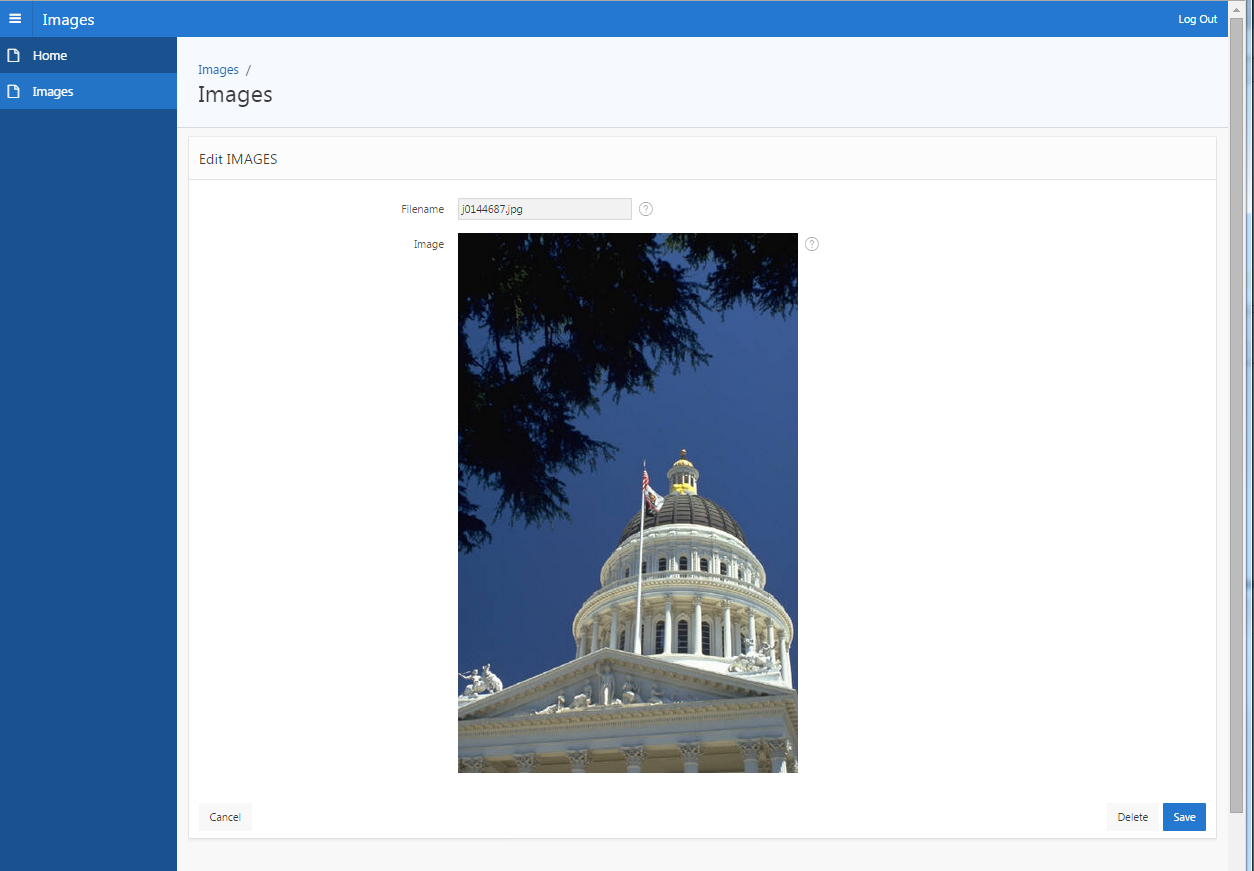 Images
Log Out
Home
Images
Images /
Images
Edit IMAGES
Filename j0144687.jpg ?
Image ?
Cancel
Delete
Save